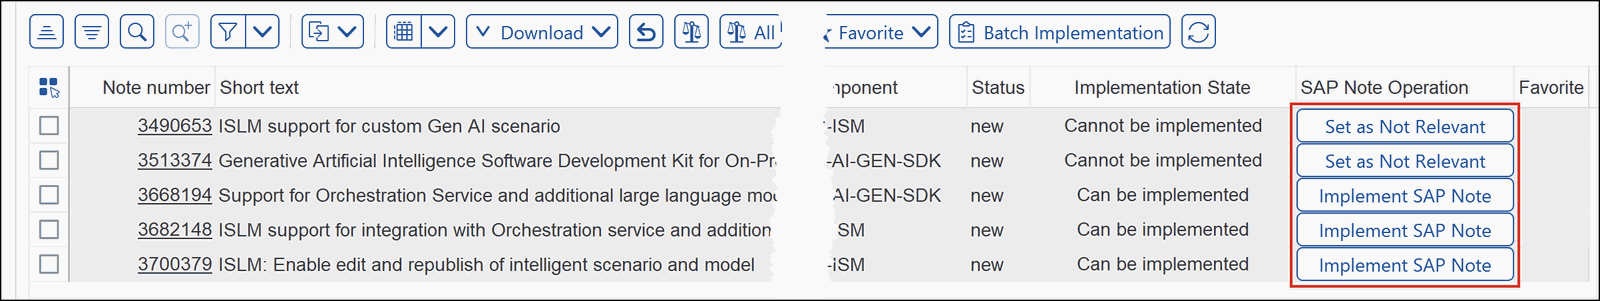 Download All Favorite Batch Implementation
Note number Short text Status Implementation State SAP Note Operation Favorite
3490653 ISLM support for custom Gen AI scenario -ISM new Cannot be implemented Set as Not Relevant
3513374 Generative Artificial Intelligence Software Development Kit for On-Pr -AI-GEN-SDK new Cannot be implemented Set as Not Relevant
3668194 Support for Orchestration Service and additional large language mo -AI-GEN-SDK new Can be implemented Implement SAP Note
3682148 ISLM support for integration with Orchestration service and addition SM new Can be implemented Implement SAP Note
3700379 ISLM: Enable edit and republish of intelligent scenario and model new Can be implemented Implement SAP Note